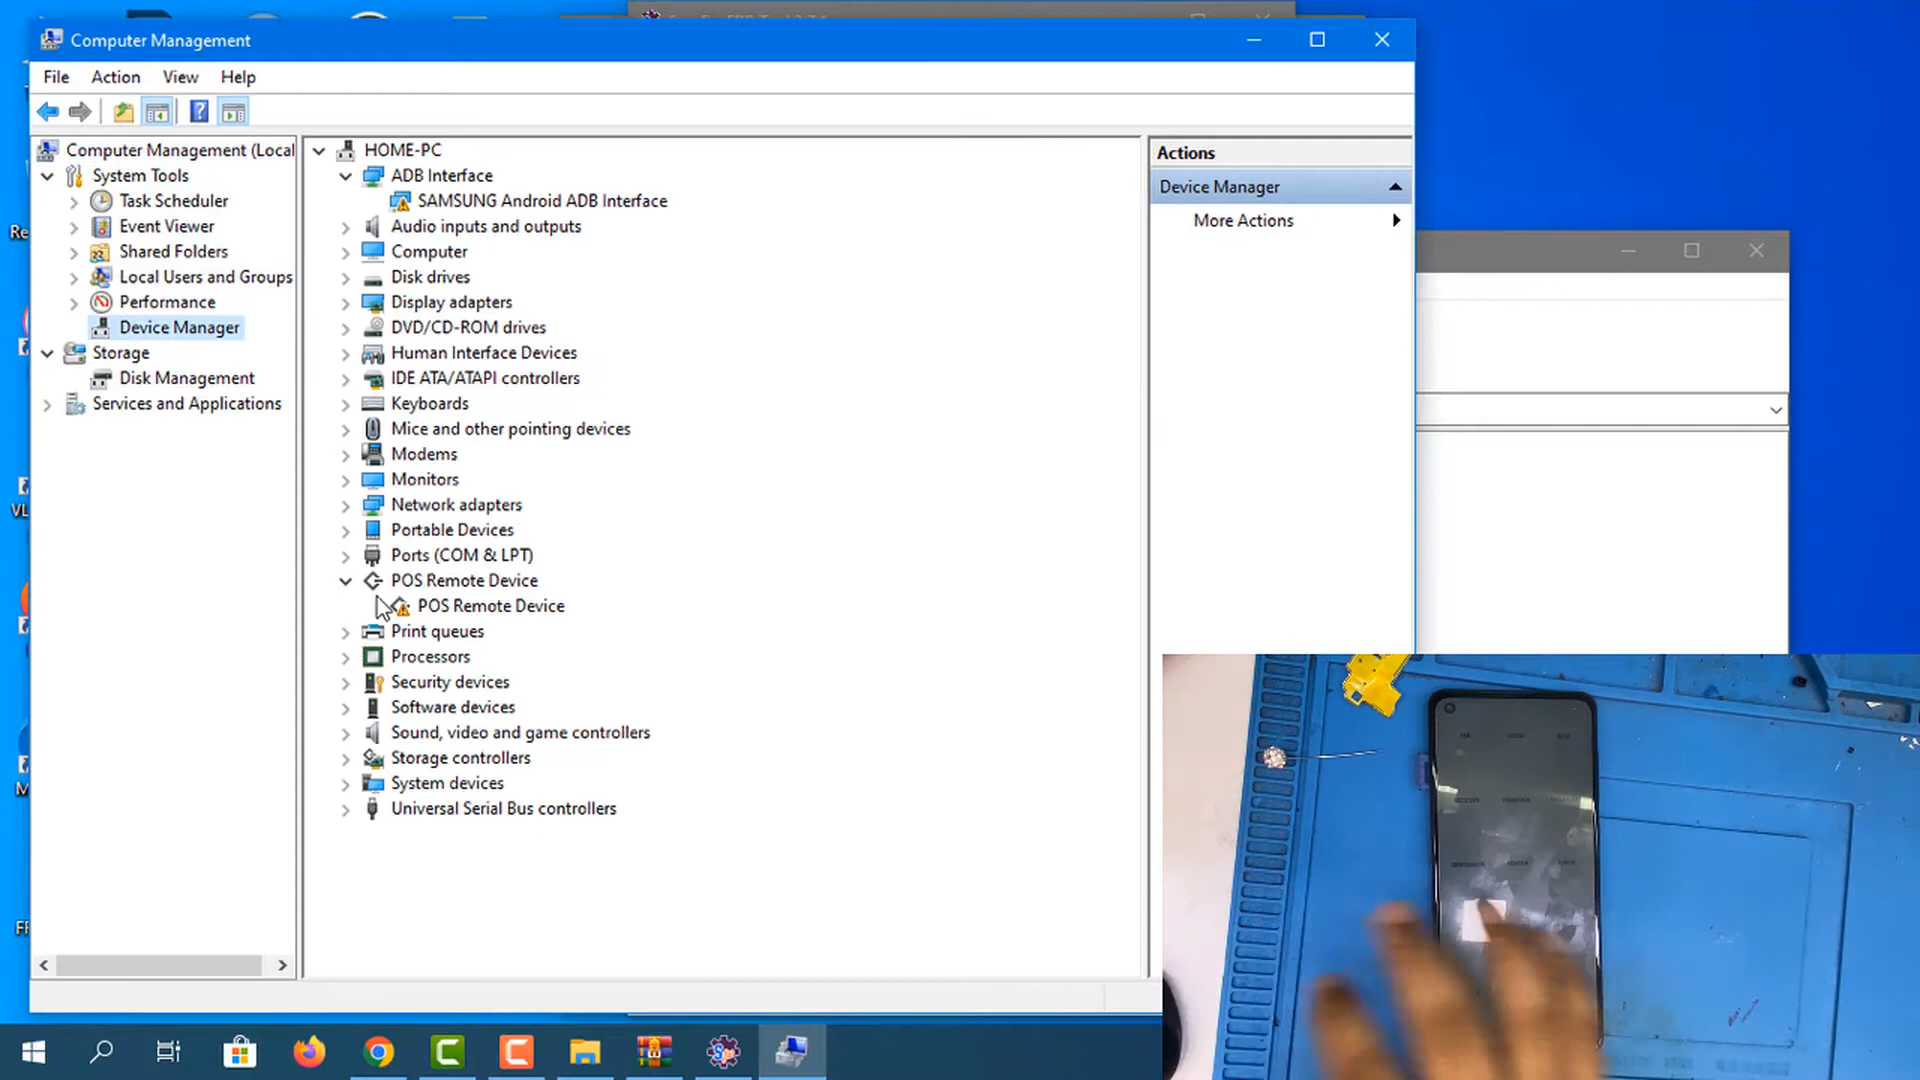 Computer Management
File Action View Help
Computer Management (Local
System Tools
Task Scheduler
Event Viewer
Shared Folders
Local Users and Groups
Performance
Device Manager
Storage
Disk Management
Services and Applications
HOME-PC
ADB Interface
SAMSUNG Android ADB Interface
Audio inputs and outputs
Computer
Disk drives
Display adapters
DVD/CD-ROM drives
Human Interface Devices
IDE ATA/ATAPI controllers
Keyboards
Mice and other pointing devices
Modems
Monitors
Network adapters
Portable Devices
Ports (COM & LPT)
POS Remote Device
POS Remote Device
Print queues
Processors
Security devices
Software devices
Sound, video and game controllers
Storage controllers
System devices
Universal Serial Bus controllers
Actions
Device Manager
More Actions
Re
VL
M